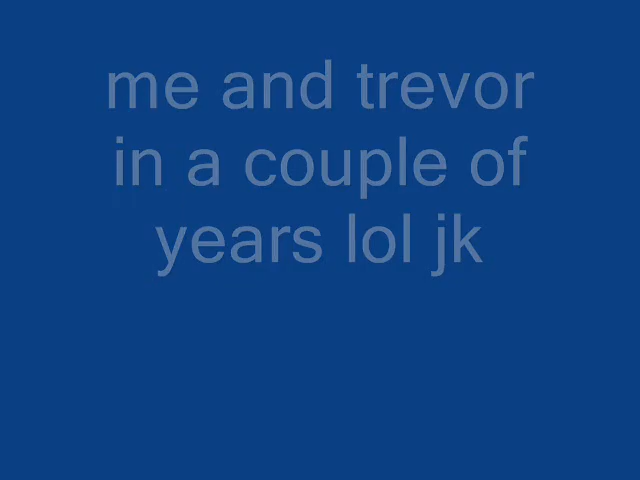 me and trevor
in a couple of
years lol jk